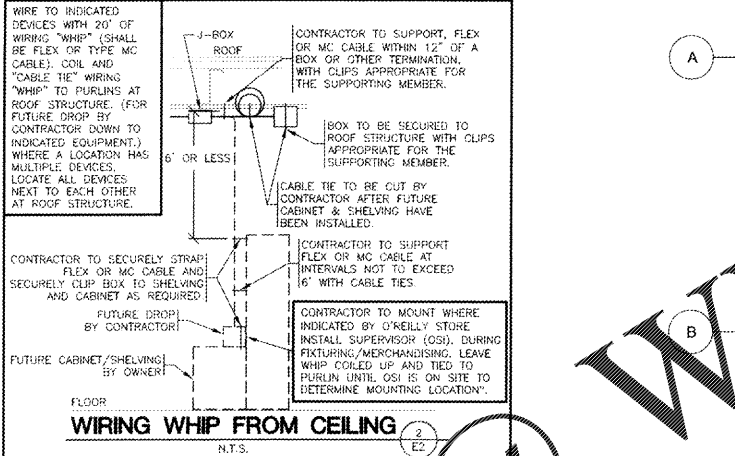 WIRE TO INDICATED
DEVICES WITH 20' OF
WIRING "WHIP" (SHALL
BE FLEX OR TYPE MC
CABLE). COIL AND
"CABLE TIE" WIRING
"WHIP" TO PURLINS AT
ROOF STRUCTURE. (FOR
FUTURE DROP BY
CONTRACTOR DOWN TO
INDICATED EQUIPMENT.)
WHERE A LOCATION HAS
MULTIPLE DEVICES,
LOCATE ALL DEVICES
NEXT TO EACH OTHER
AT ROOF STRUCTURE.
J-BOX
ROOF
CONTRACTOR TO SUPPORT, FLEX
OR MC CABLE WITHIN 12" OF A
BOX OR OTHER TERMINATION,
WITH CLIPS APPROPRIATE FOR
THE SUPPORTING MEMBER.
BOX TO BE SECURED TO
ROOF STRUCTURE WITH CLIPS
APPROPRIATE FOR THE
SUPPORTING MEMBER.
6' OR LESS
CABLE TIE TO BE CUT BY
CONTRACTOR AFTER FUTURE
CABINET & SHELVING HAVE
BEEN INSTALLED.
CONTRACTOR TO SECURELY STRAP
FLEX OR MC CABLE AND
SECURELY CLIP BOX TO SHELVING
AND CABINET AS REQUIRED
CONTRACTOR TO SUPPORT
FLEX OR MC CABLE AT
INTERVALS NOT TO EXCEED
6' WITH CABLE TIES.
FUTURE DROP
BY CONTRACTOR
CONTRACTOR TO MOUNT WHERE
INDICATED BY O'REILLY STORE
INSTALL SUPERVISOR (OSI). DURING
FIXTURING/MERCHANDISING. LEAVE
WHIP COILED UP AND TIED TO
PURLIN UNTIL OSI IS ON SITE TO
DETERMINE MOUNTING LOCATION".
FUTURE CABINET/SHELVING
BY OWNER
FLOOR
WIRING WHIP FROM CEILING
N.T.S.
2
E2
A
B
W